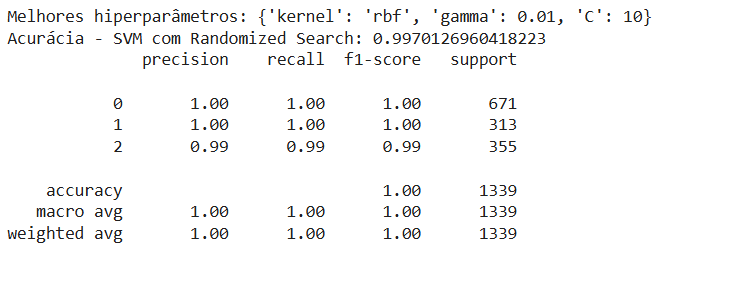 Melhores hiperparâmetros: {'kernel': 'rbf', 'gamma': 0.01, 'C': 10}
Acurácia - SVM com Randomized Search: 0.9970126960418223
precision recall f1-score support
0 1.00 1.00 1.00 671
1 1.00 1.00 1.00 313
2 0.99 0.99 0.99 355
accuracy 1.00 1339
macro avg 1.00 1.00 1.00 1339
weighted avg 1.00 1.00 1.00 1339